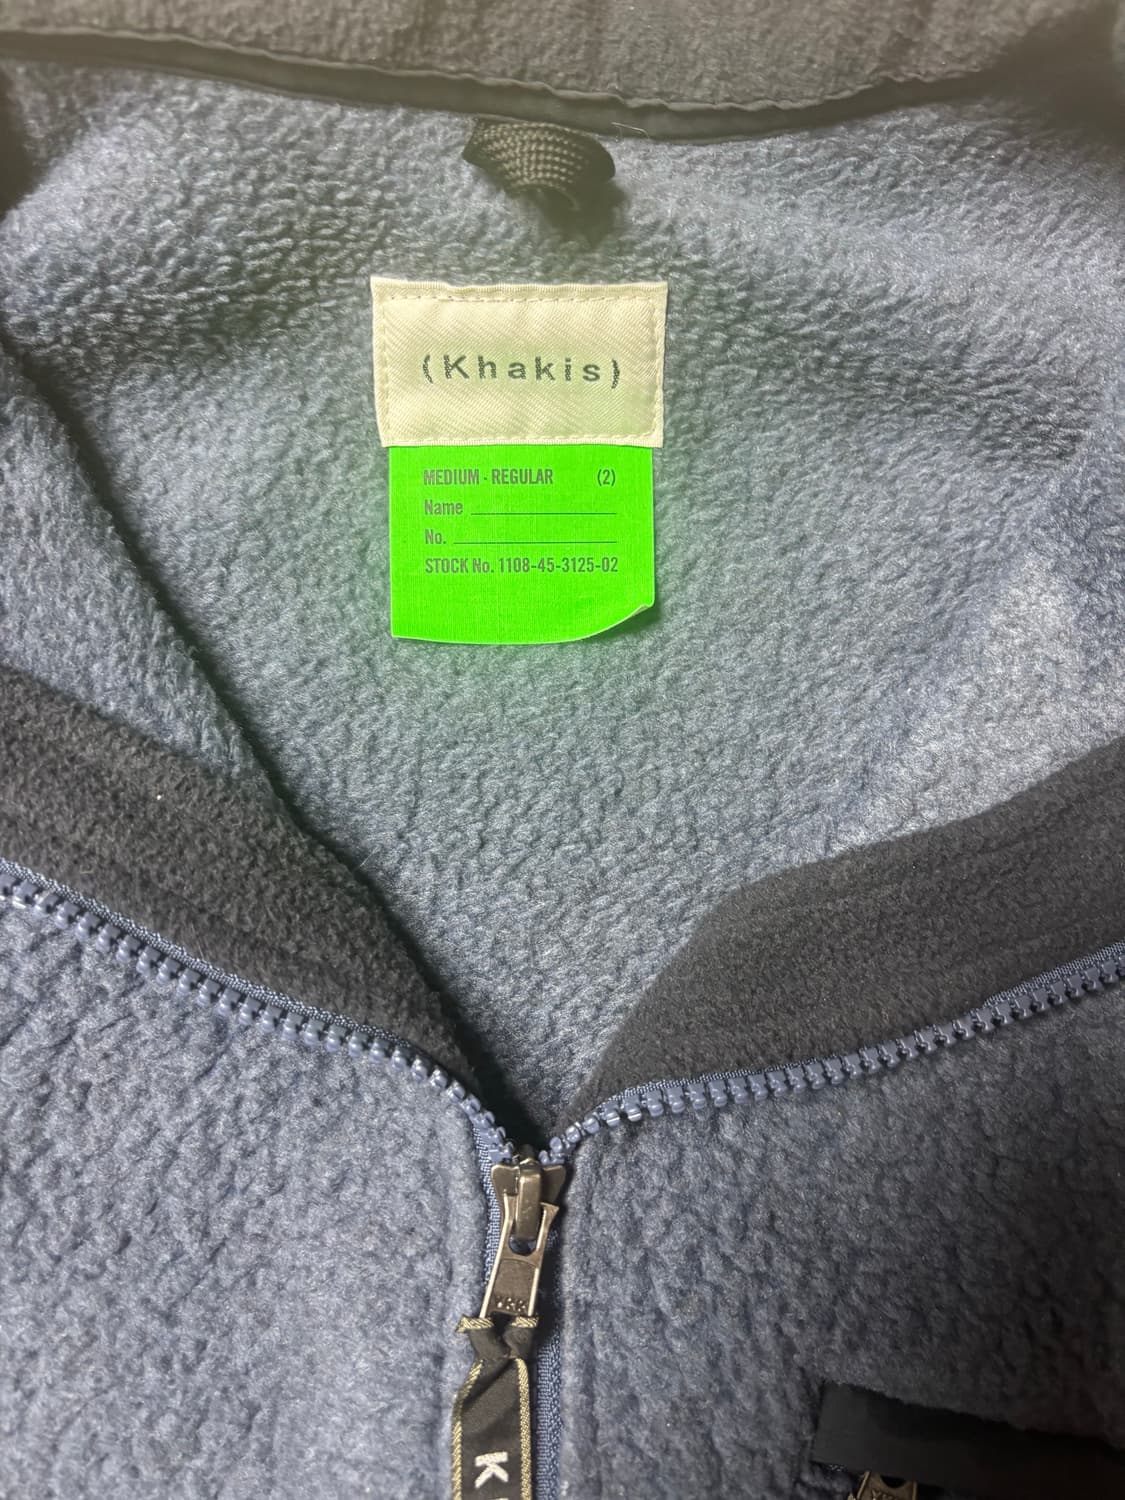 (Khakis)
MEDIUM - REGULAR (2)
Name
No.
STOCK No. 1108-45-3125-02
K